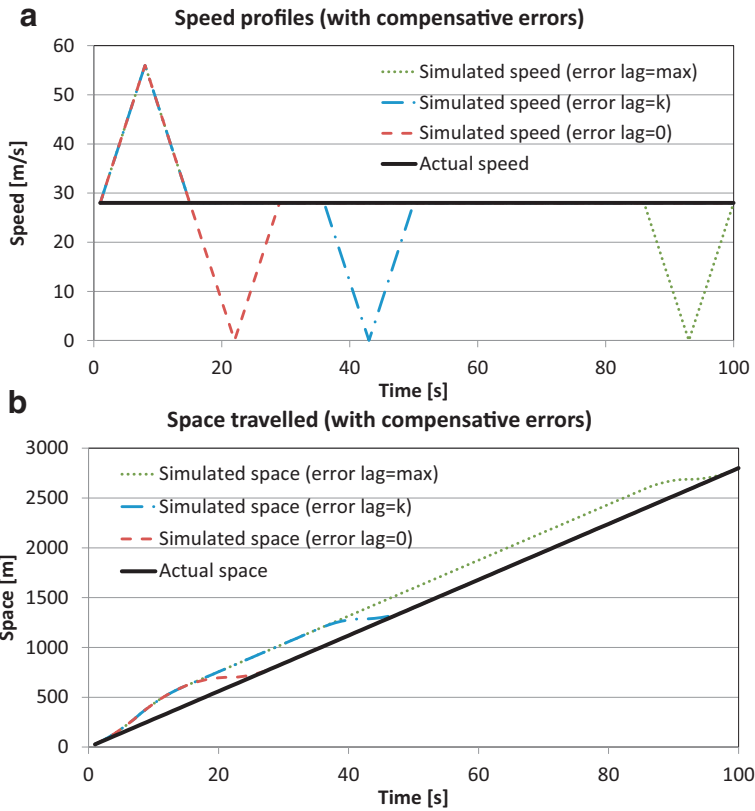 a
Speed profiles (with compensative errors)
60
50
40
30
20
10
0
Speed [m/s]
Simulated speed (error lag=max)
Simulated speed (error lag=k)
Simulated speed (error lag=0)
Actual speed
0 20 40 60 80 100
Time [s]
b
Space travelled (with compensative errors)
3000
2500
2000
1500
1000
500
0
Space [m]
Simulated space (error lag=max)
Simulated space (error lag=k)
Simulated space (error lag=0)
Actual space
0 20 40 60 80 100
Time [s]